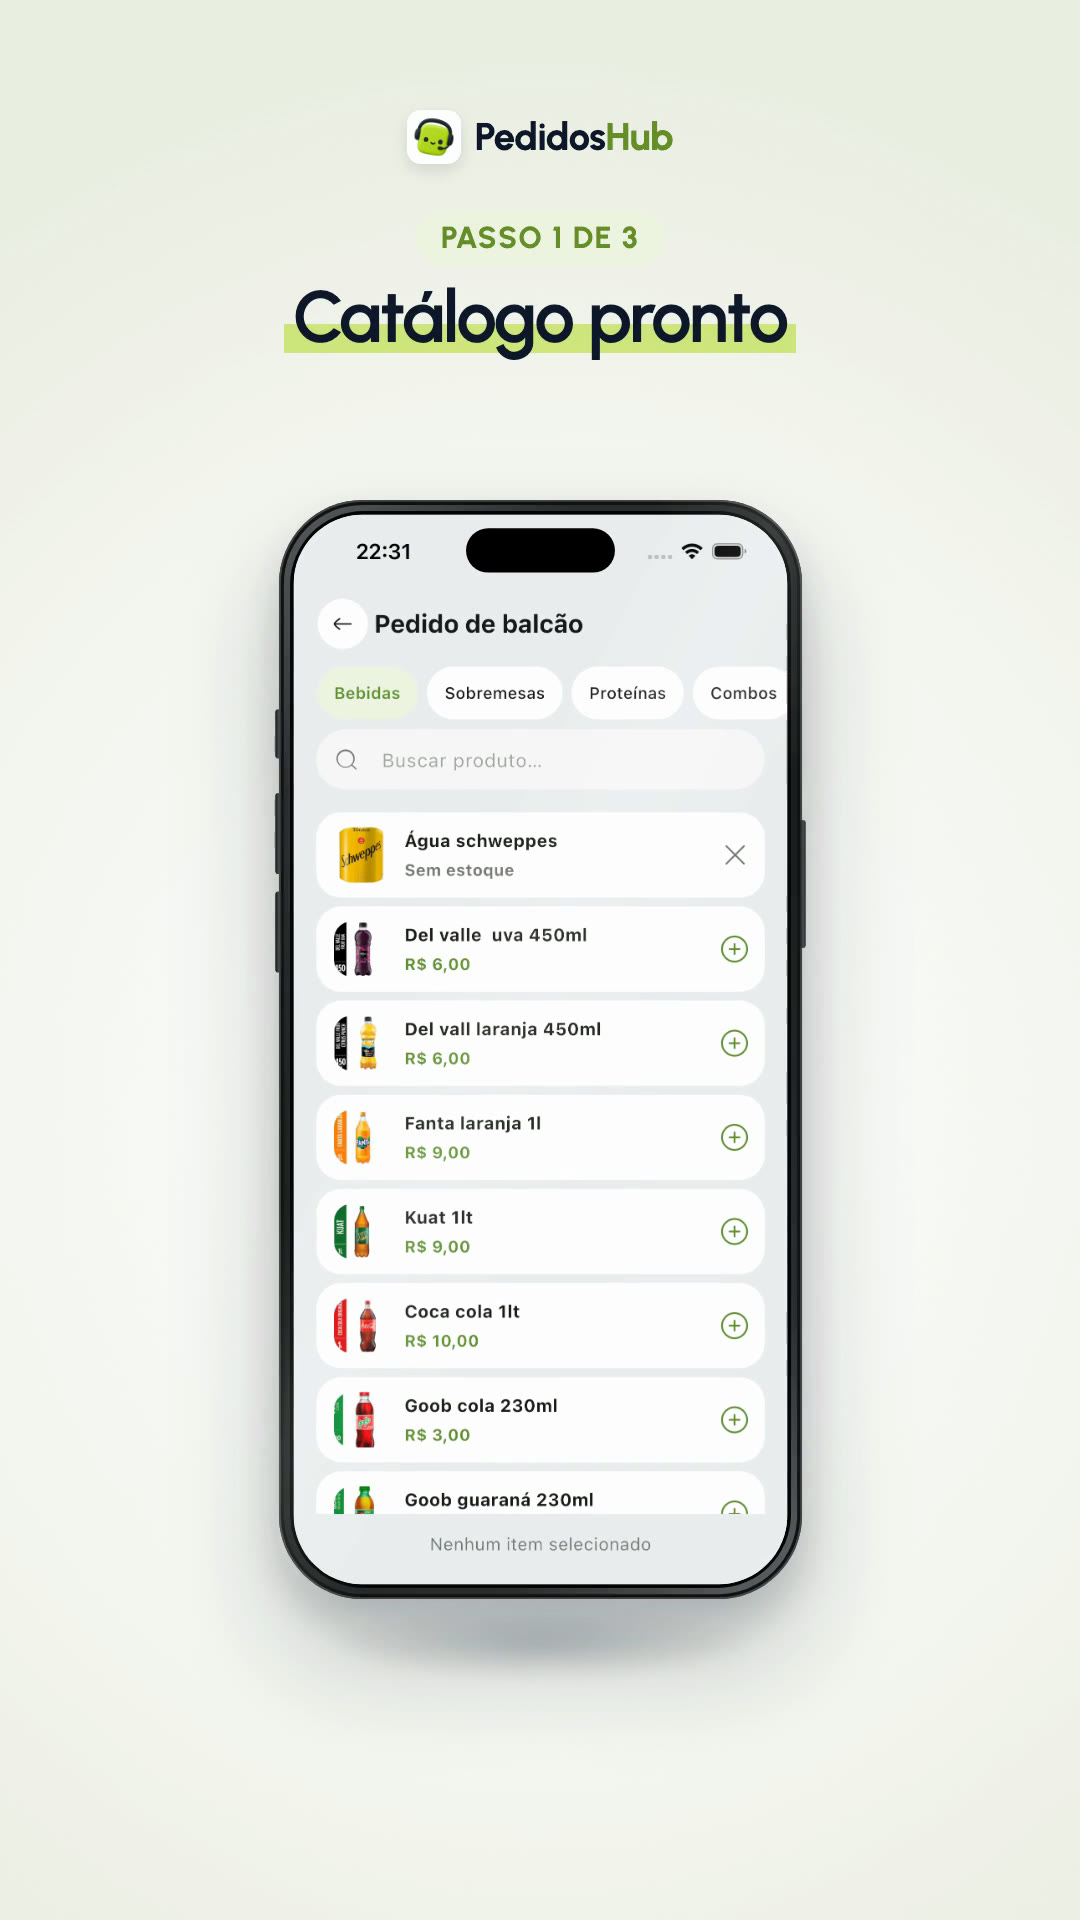 PedidosHub
PASSO 1 DE 3
Catálogo pronto
22:31
Pedido de balcão
Bebidas
Sobremesas
Proteínas
Combos
Buscar produto...
Schweppes
Água schweppes
Sem estoque
Del valle  uva 450ml
R$ 6,00
Del vall laranja 450ml
R$ 6,00
Fanta laranja 1l
R$ 9,00
KUAT
Kuat 1lt
R$ 9,00
Coca cola 1lt
R$ 10,00
Goob cola 230ml
R$ 3,00
Goob guaraná 230ml
Nenhum item selecionado